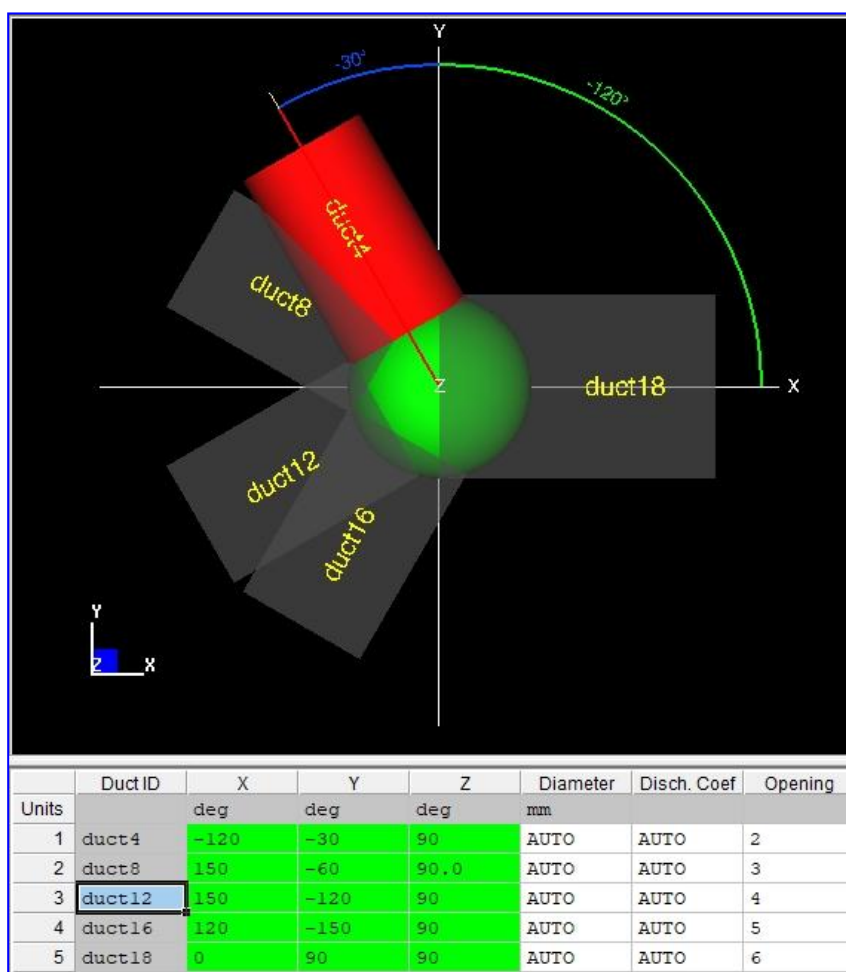 Y
-30°
-120°
duct4
duct8
Z
duct18
X
duct12
duct16
Y
Z X
Duct ID X Y Z Diameter Disch. Coef Opening
Units deg deg deg mm
1 duct4 -120 -30 90 AUTO AUTO 2
2 duct8 150 -60 90.0 AUTO AUTO 3
3 duct12 150 -120 90 AUTO AUTO 4
4 duct16 120 -150 90 AUTO AUTO 5
5 duct18 0 90 90 AUTO AUTO 6